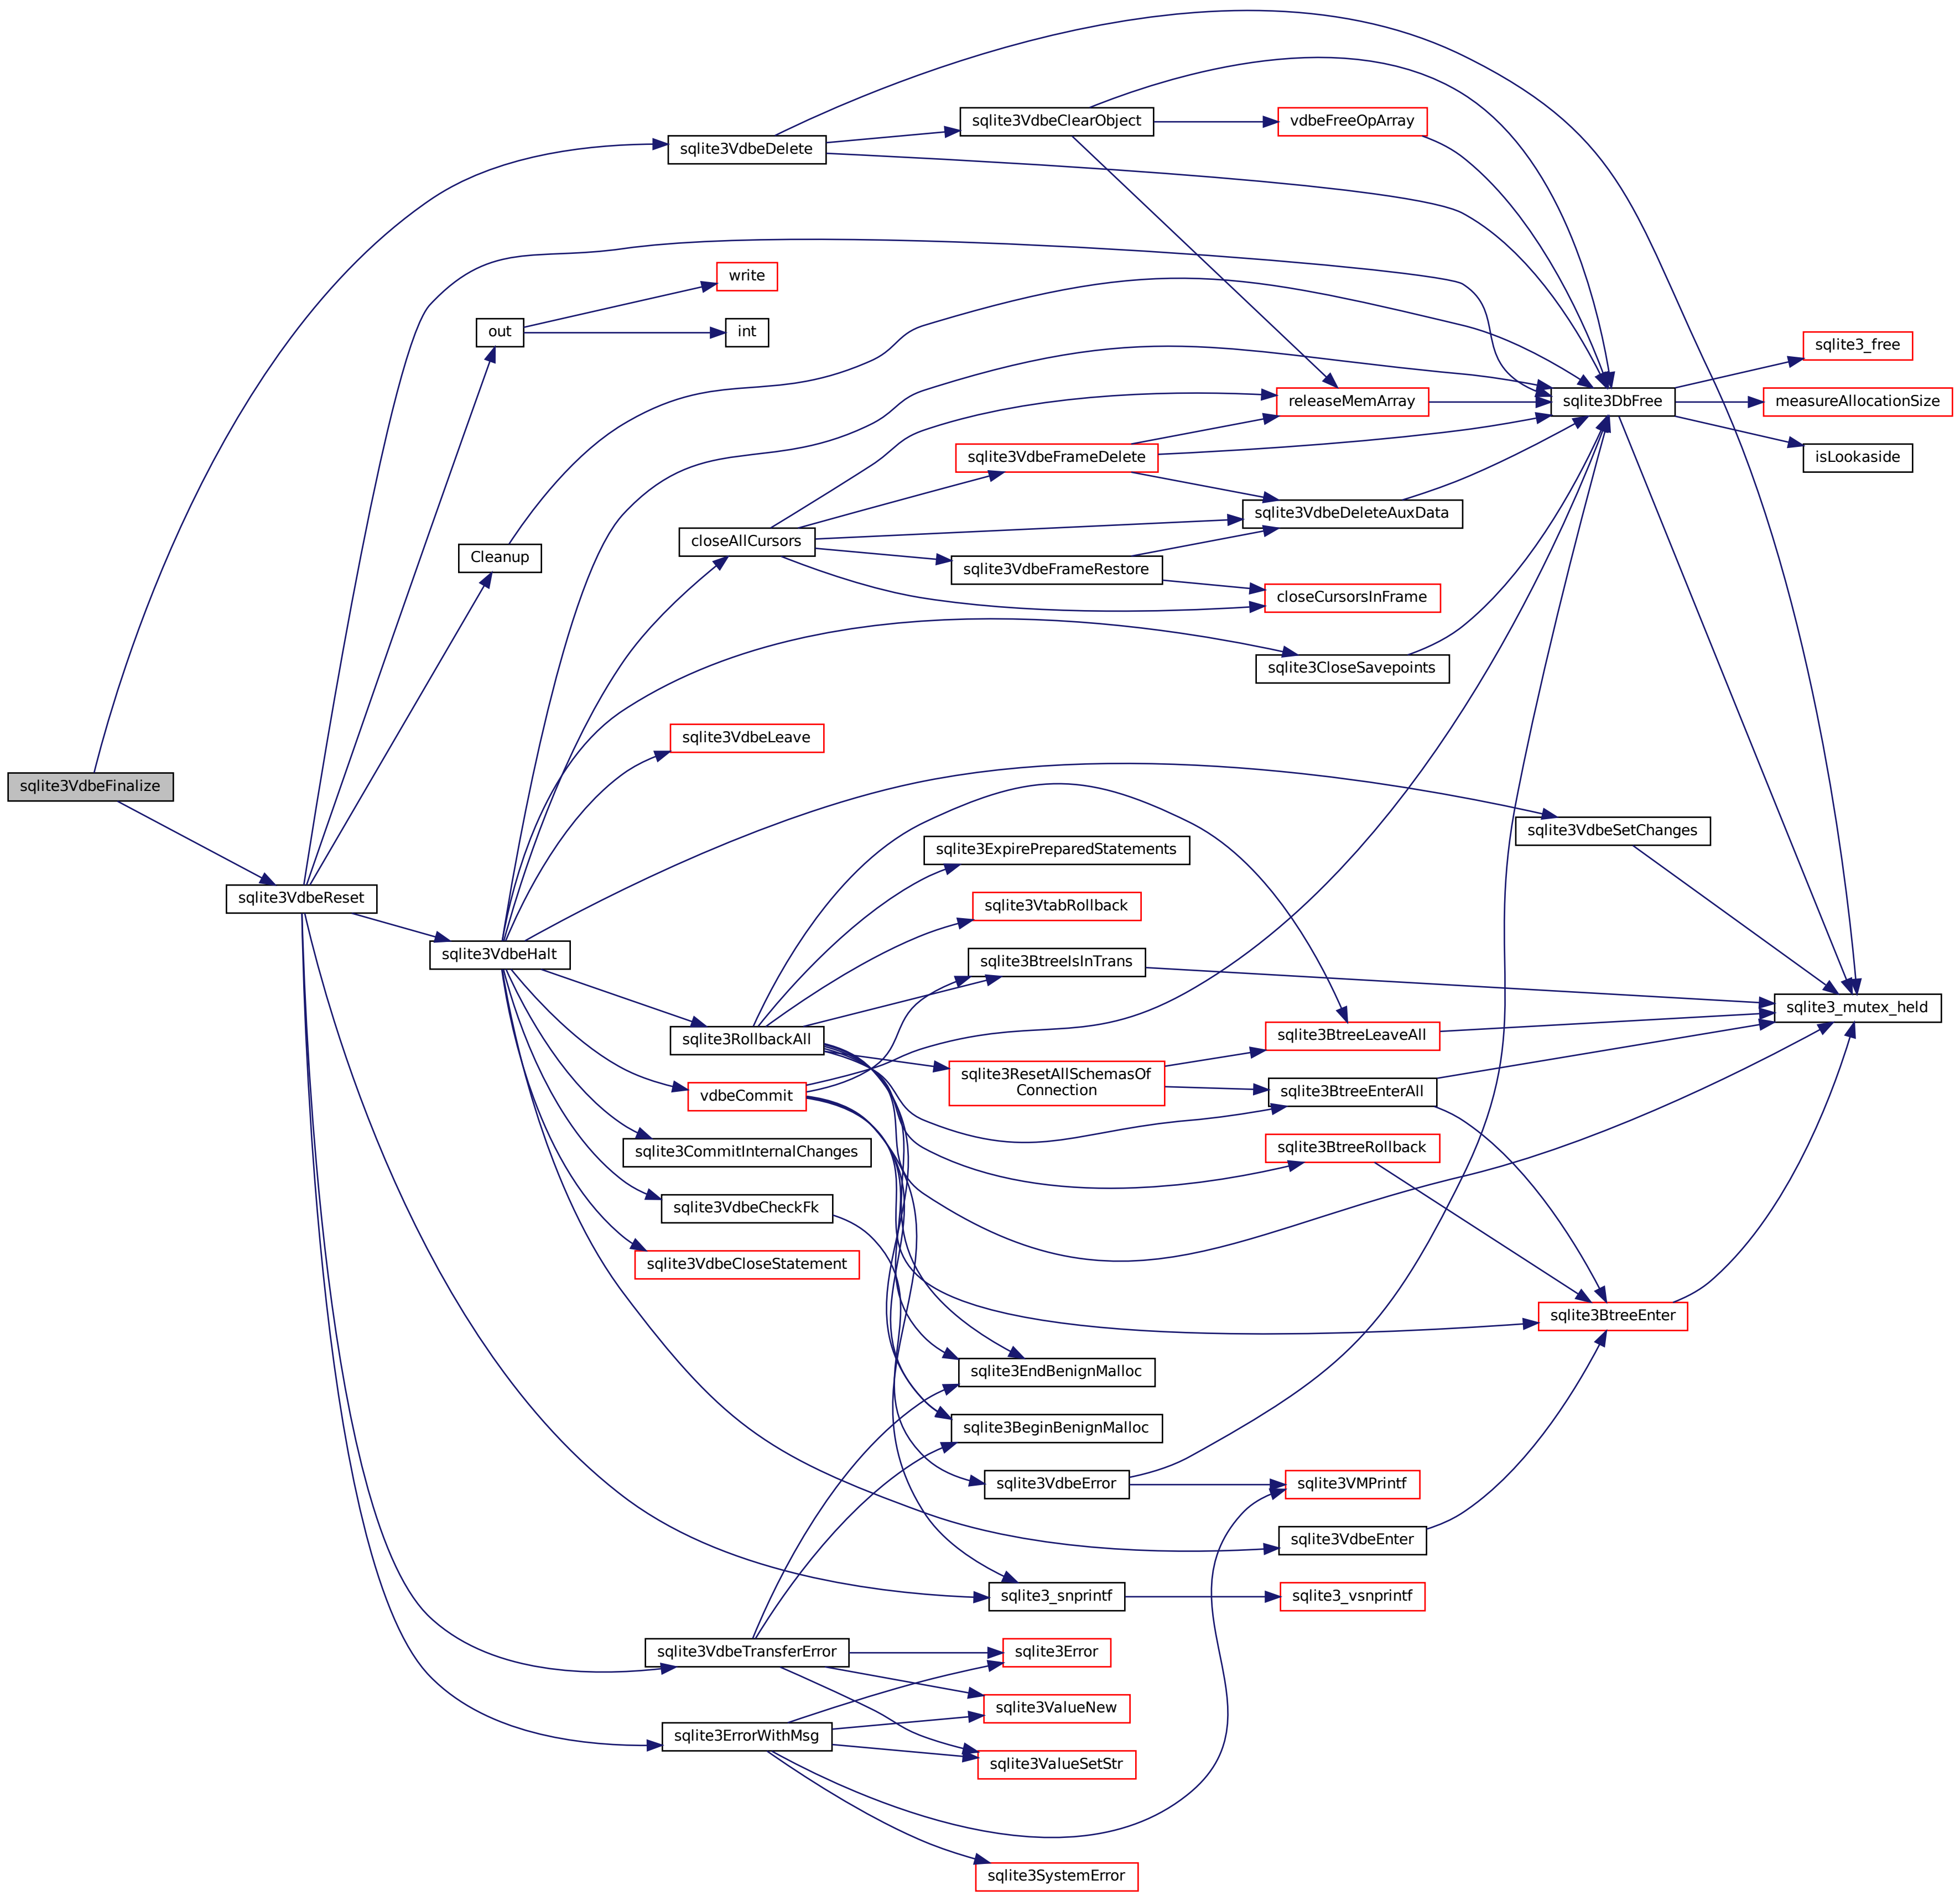 sqlite3VdbeClearObject
vdbeFreeOpArray
sqlite3VdbeDelete
write
out
int
sqlite3_free
sqlite3DbFree
releaseMemArray
measureAllocationSize
sqlite3VdbeFrameDelete
isLookaside
sqlite3VdbeDeleteAuxData
closeAllCursors
Cleanup
sqlite3VdbeFrameRestore
closeCursorsInFrame
sqlite3CloseSavepoints
sqlite3VdbeLeave
sqlite3VdbeFinalize
sqlite3VdbeSetChanges
sqlite3ExpirePreparedStatements
sqlite3VdbeReset
sqlite3VtabRollback
sqlite3VdbeHalt
sqlite3BtreeIsInTrans
sqlite3_mutex_held
sqlite3RollbackAll
sqlite3BtreeLeaveAll
sqlite3ResetAllSchemasOf
Connection
sqlite3BtreeEnterAll
vdbeCommit
sqlite3CommitInternalChanges
sqlite3BtreeRollback
sqlite3VdbeCheckFk
sqlite3VdbeCloseStatement
sqlite3BtreeEnter
sqlite3EndBenignMalloc
sqlite3BeginBenignMalloc
sqlite3VdbeError
sqlite3VMPrintf
sqlite3VdbeEnter
sqlite3_snprintf
sqlite3_vsnprintf
sqlite3VdbeTransferError
sqlite3Error
sqlite3ValueNew
sqlite3ErrorWithMsg
sqlite3ValueSetStr
sqlite3SystemError